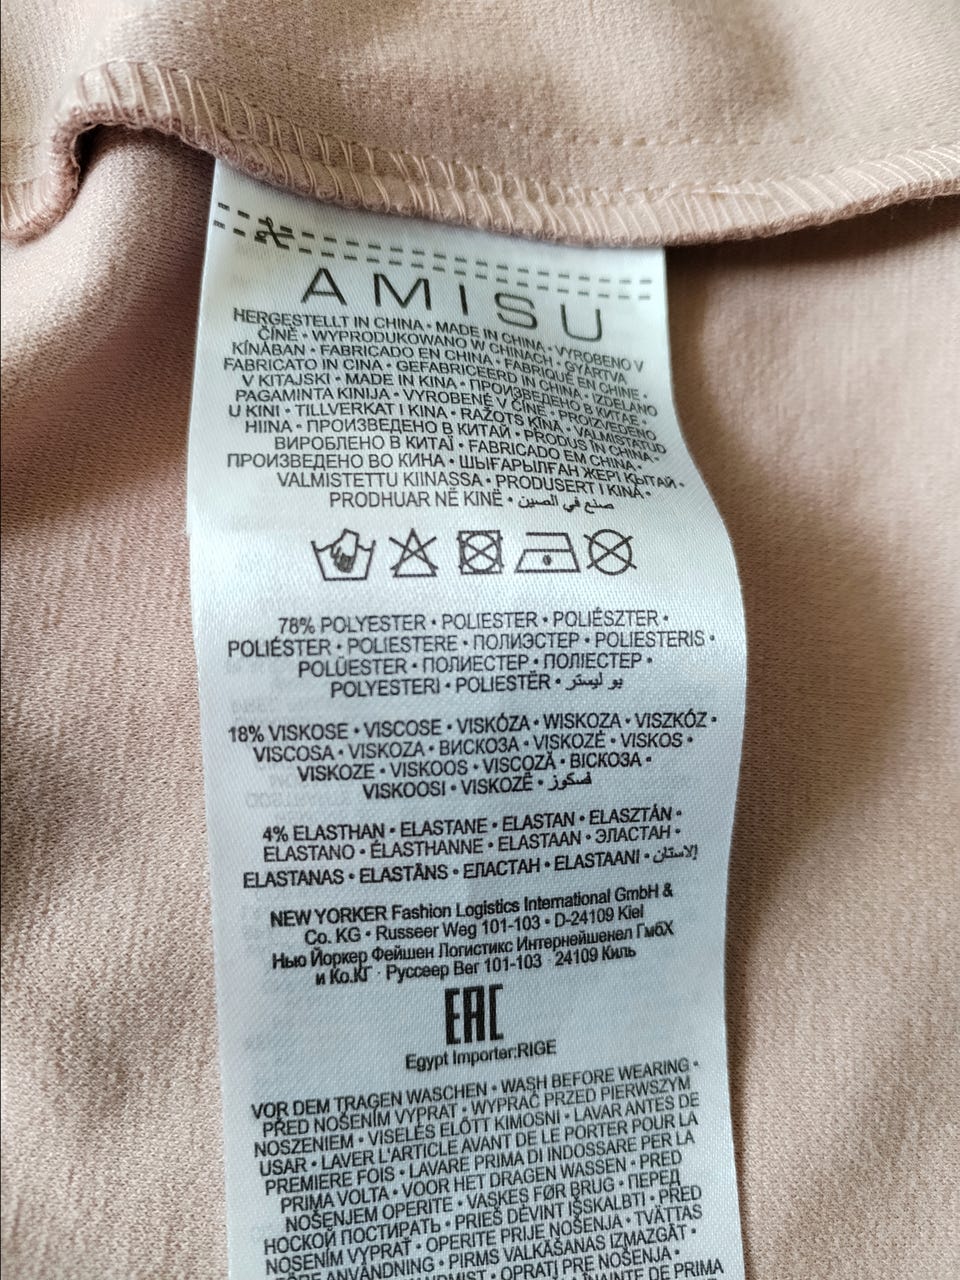 AMISU
HERGESTELLT IN CHINA • MADE IN CHINA • VYROBENO V
ČÍNĚ • WYPRODUKOWANO W CHINACH • GYÁRTVA
KÍNÁBAN • FABRICADO EN CHINA • FABRIQUÉ EN CHINE •
FABRICATO IN CINA • GEFABRICEERD IN CHINA • IZDELANO
V KITAJSKI • MADE IN KINA • ПРОИЗВЕДЕНО В КИТАЕ •
PAGAMINTA KINIJA • VYROBENÉ V ČÍNE • PROIZVEDENO
U KINI • TILLVERKAT I KINA • RAŽOTS ĶĪNA • VALMISTATUD
HIINA • ПРОИЗВЕДЕНО В КИТАЙ • PRODUS ÎN CHINA •
ВИРОБЛЕНО В КИТАЇ • FABRICADO EM CHINA •
ПРОИЗВЕДЕНО ВО КИНА • ШЫҒАРЫЛҒАН ЖЕРІ ҚЫТАЙ •
VALMISTETTU KIINASSA • PRODUSERT I KINA •
PRODHUAR NË KINË • صنع في الصين
78% POLYESTER • POLIESTER • POLIÉSZTER •
POLIÉSTER • POLIESTERE • ПОЛИЭСТЕР • POLIESTERIS •
POLÜESTER • ПОЛИЕСТЕР • ПОЛІЕСТЕР •
POLYESTERI • POLIESTËR • بوليستر
18% VISKOSE • VISCOSE • VISKÓZA • WISKOZA • VISZKÓZ •
VISCOSA • VISKOZA • ВИСКОЗА • VISKOZĖ • VISKOS •
VISKOZE • VISKOOS • VISCOZĂ • ВІСКОЗА •
VISKOOSI • VISKOZË • فسكوز
4% ELASTHAN • ELASTANE • ELASTAN • ELASZTÁN •
ELASTANO • ÉLASTHANNE • ELASTAAN • ЭЛАСТАН •
ELASTANAS • ELASTĀNS • ЕЛАСТАН • ELASTAANI • الاستان
NEW YORKER Fashion Logistics International GmbH &
Co. KG • Russeer Weg 101-103 • D-24109 Kiel
Нью Йоркер Фейшен Логистикс Интернейшенел ГмбХ
и Ко.КГ · Руссеер Вег 101-103 · 24109 Киль
EAC
Egypt Importer:RIGE
VOR DEM TRAGEN WASCHEN • WASH BEFORE WEARING •
PŘED NOŠENÍM VYPRAT • WYPRAĆ PRZED PIERWSZYM
NOSZENIEM • VISELÉS ELŐTT KIMOSNI • LAVAR ANTES DE
USAR • LAVER L'ARTICLE AVANT DE LE PORTER POUR LA
PREMIERE FOIS • LAVARE PRIMA DI INDOSSARE PER LA
PRIMA VOLTA • VOOR HET DRAGEN WASSEN • PRED
NOŠENJEM OPERITE • VASKES FØR BRUG • ПЕРЕД
НОСКОЙ ПОСТИРАТЬ • PRIEŠ DĖVINT IŠSKALBTI • PRED
NOSENÍM VYPRAŤ • OPERITE PRIJE NOŠENJA • TVÄTTAS
FÖRE ANVÄNDNING • PIRMS VALKĀŠANAS IZMAZGĀT •
OPRATI PRE NOŠENJA •
ÎNAINTE DE PRIMA